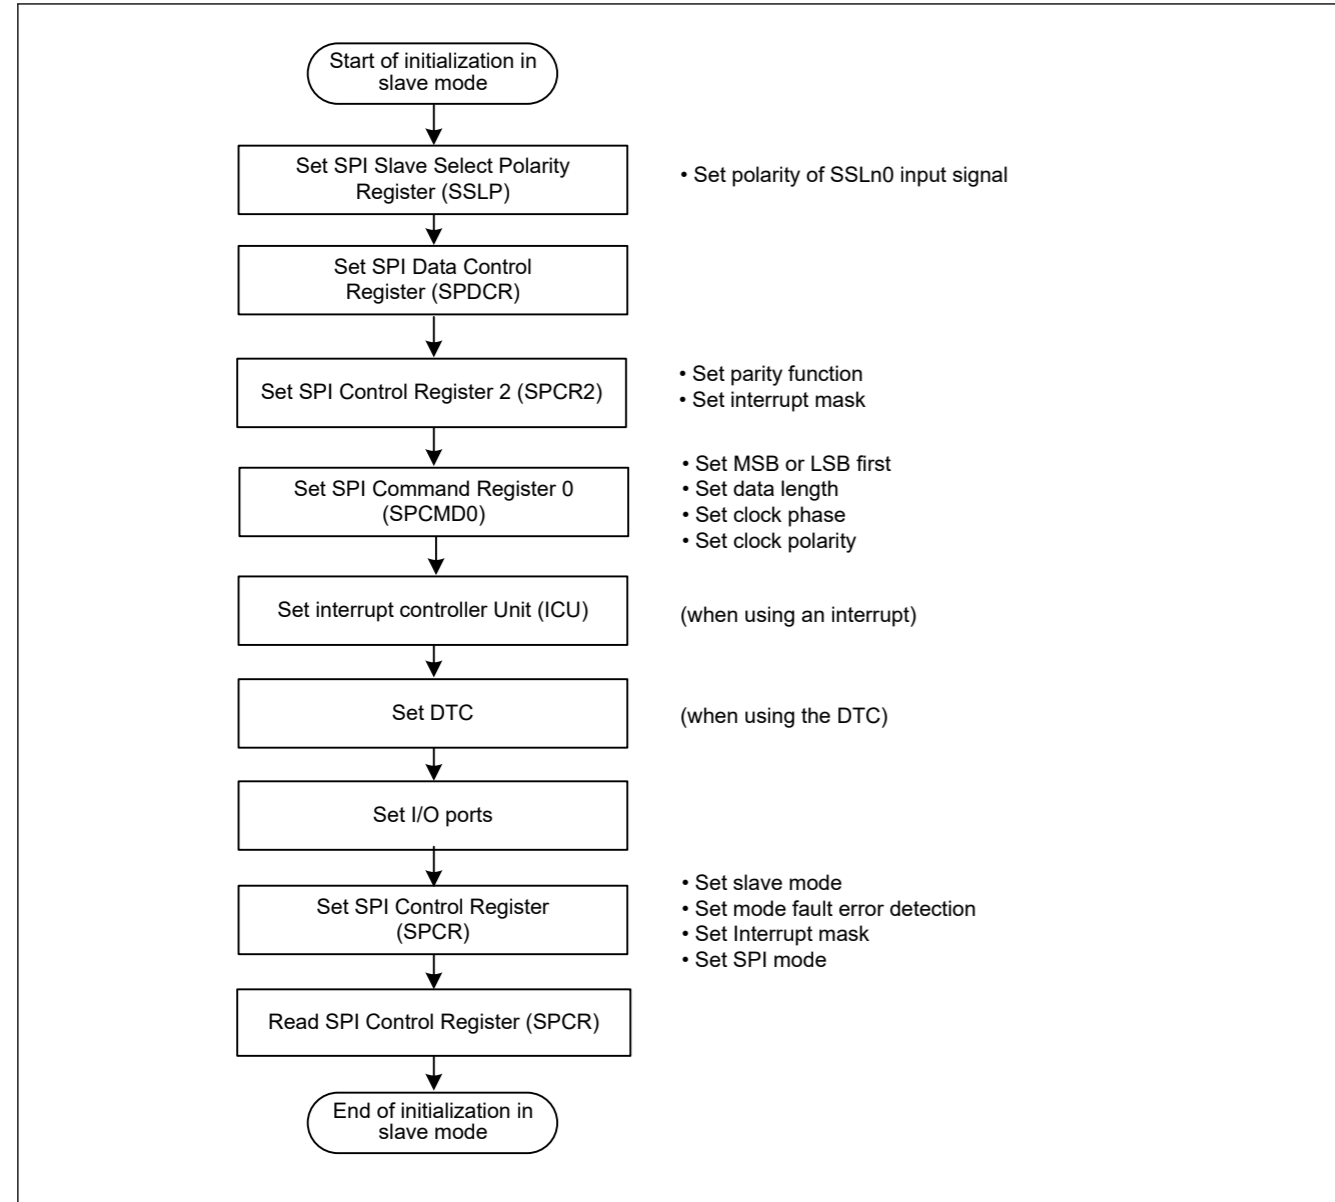 Start of initialization in
slave mode
Set SPI Slave Select Polarity
Register (SSLP)
• Set polarity of SSLn0 input signal
Set SPI Data Control
Register (SPDCR)
Set SPI Control Register 2 (SPCR2)
• Set parity function
• Set interrupt mask
Set SPI Command Register 0
(SPCMD0)
• Set MSB or LSB first
• Set data length
• Set clock phase
• Set clock polarity
Set interrupt controller Unit (ICU)
(when using an interrupt)
Set DTC
(when using the DTC)
Set I/O ports
Set SPI Control Register
(SPCR)
• Set slave mode
• Set mode fault error detection
• Set Interrupt mask
• Set SPI mode
Read SPI Control Register (SPCR)
End of initialization in
slave mode